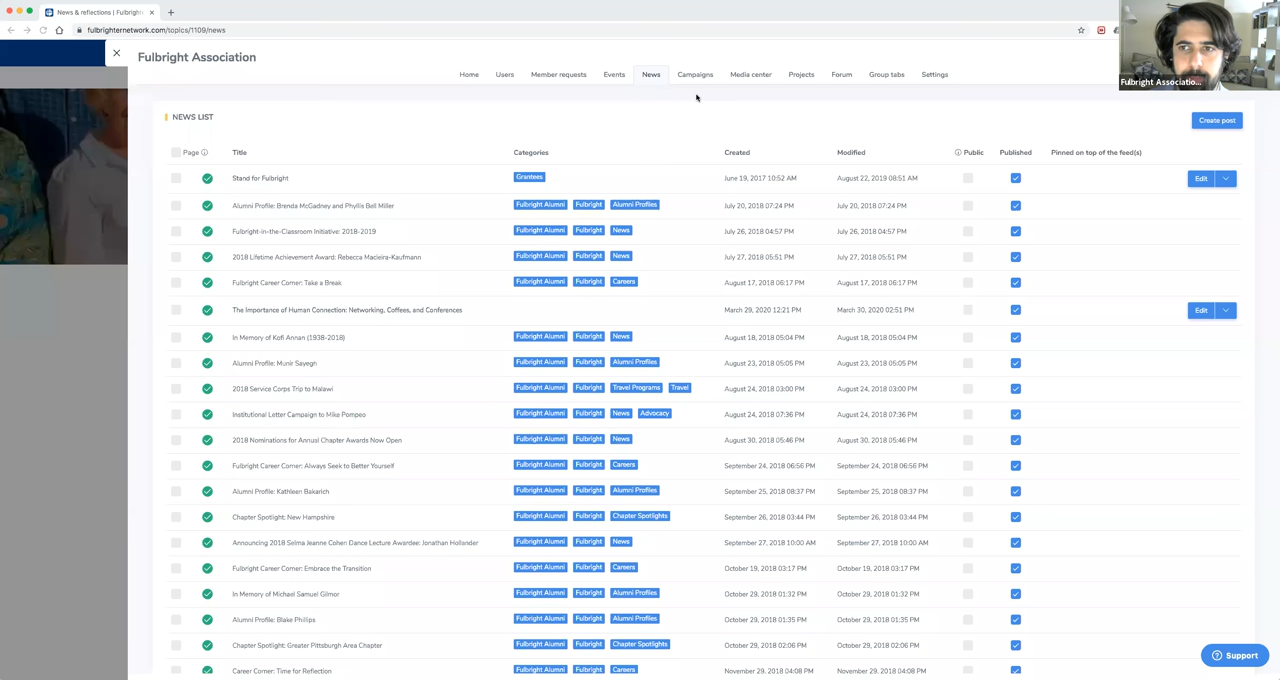 News & reflections | Fulbright
fulbrighternetwork.com/topics/1109/news
Fulbright Associatio...
Fulbright Association
Home Users Member requests Events News Campaigns Media center Projects Forum Group tabs Settings
NEWS LIST
Create post
Page Title Categories Created Modified Public Published Pinned on top of the feed(s)
Stand for Fulbright Grantees June 19, 2017 10:52 AM August 22, 2019 08:51 AM Edit
Alumni Profile: Brenda McGadney and Phyllis Bell Miller Fulbright Alumni Fulbright Alumni Profiles July 20, 2018 07:24 PM July 20, 2018 07:24 PM
Fulbright-in-the-Classroom Initiative: 2018-2019 Fulbright Alumni Fulbright News July 26, 2018 04:57 PM July 26, 2018 04:57 PM
2018 Lifetime Achievement Award: Rebecca Macieira-Kaufmann Fulbright Alumni Fulbright News July 27, 2018 05:51 PM July 27, 2018 05:51 PM
Fulbright Career Corner: Take a Break Fulbright Alumni Fulbright Careers August 17, 2018 06:17 PM August 17, 2018 06:17 PM
The Importance of Human Connection: Networking, Coffees, and Conferences March 29, 2020 12:21 PM March 30, 2020 02:51 PM Edit
In Memory of Kofi Annan (1938-2018) Fulbright Alumni Fulbright News August 18, 2018 05:04 PM August 18, 2018 05:04 PM
Alumni Profile: Munir Sayegh Fulbright Alumni Fulbright Alumni Profiles August 23, 2018 05:05 PM August 23, 2018 05:05 PM
2018 Service Corps Trip to Malawi Fulbright Alumni Fulbright Travel Programs Travel August 24, 2018 03:00 PM August 24, 2018 03:00 PM
Institutional Letter Campaign to Mike Pompeo Fulbright Alumni Fulbright News Advocacy August 24, 2018 07:36 PM August 24, 2018 07:36 PM
2018 Nominations for Annual Chapter Awards Now Open Fulbright Alumni Fulbright News August 30, 2018 05:46 PM August 30, 2018 05:46 PM
Fulbright Career Corner: Always Seek to Better Yourself Fulbright Alumni Fulbright Careers September 24, 2018 06:56 PM September 24, 2018 06:56 PM
Alumni Profile: Kathleen Bakarich Fulbright Alumni Fulbright Alumni Profiles September 25, 2018 08:37 PM September 25, 2018 08:37 PM
Chapter Spotlight: New Hampshire Fulbright Alumni Fulbright Chapter Spotlights September 26, 2018 03:44 PM September 26, 2018 03:44 PM
Announcing 2018 Selma Jeanne Cohen Dance Lecture Awardee: Jonathan Hollander Fulbright Alumni Fulbright News September 27, 2018 10:00 AM September 27, 2018 10:00 AM
Fulbright Career Corner: Embrace the Transition Fulbright Alumni Fulbright Careers October 19, 2018 03:17 PM October 19, 2018 03:17 PM
In Memory of Michael Samuel Gilmor Fulbright Alumni Fulbright Alumni Profiles October 29, 2018 01:32 PM October 29, 2018 01:32 PM
Alumni Profile: Blake Philips Fulbright Alumni Fulbright Alumni Profiles October 29, 2018 01:35 PM October 29, 2018 01:35 PM
Chapter Spotlight: Greater Pittsburgh Area Chapter Fulbright Alumni Fulbright Chapter Spotlights October 29, 2018 02:06 PM October 29, 2018 02:06 PM
Career Corner: Time for Reflection Fulbright Alumni Fulbright Careers November 29, 2018 04:08 PM November 29, 2018 04:08 PM
Support